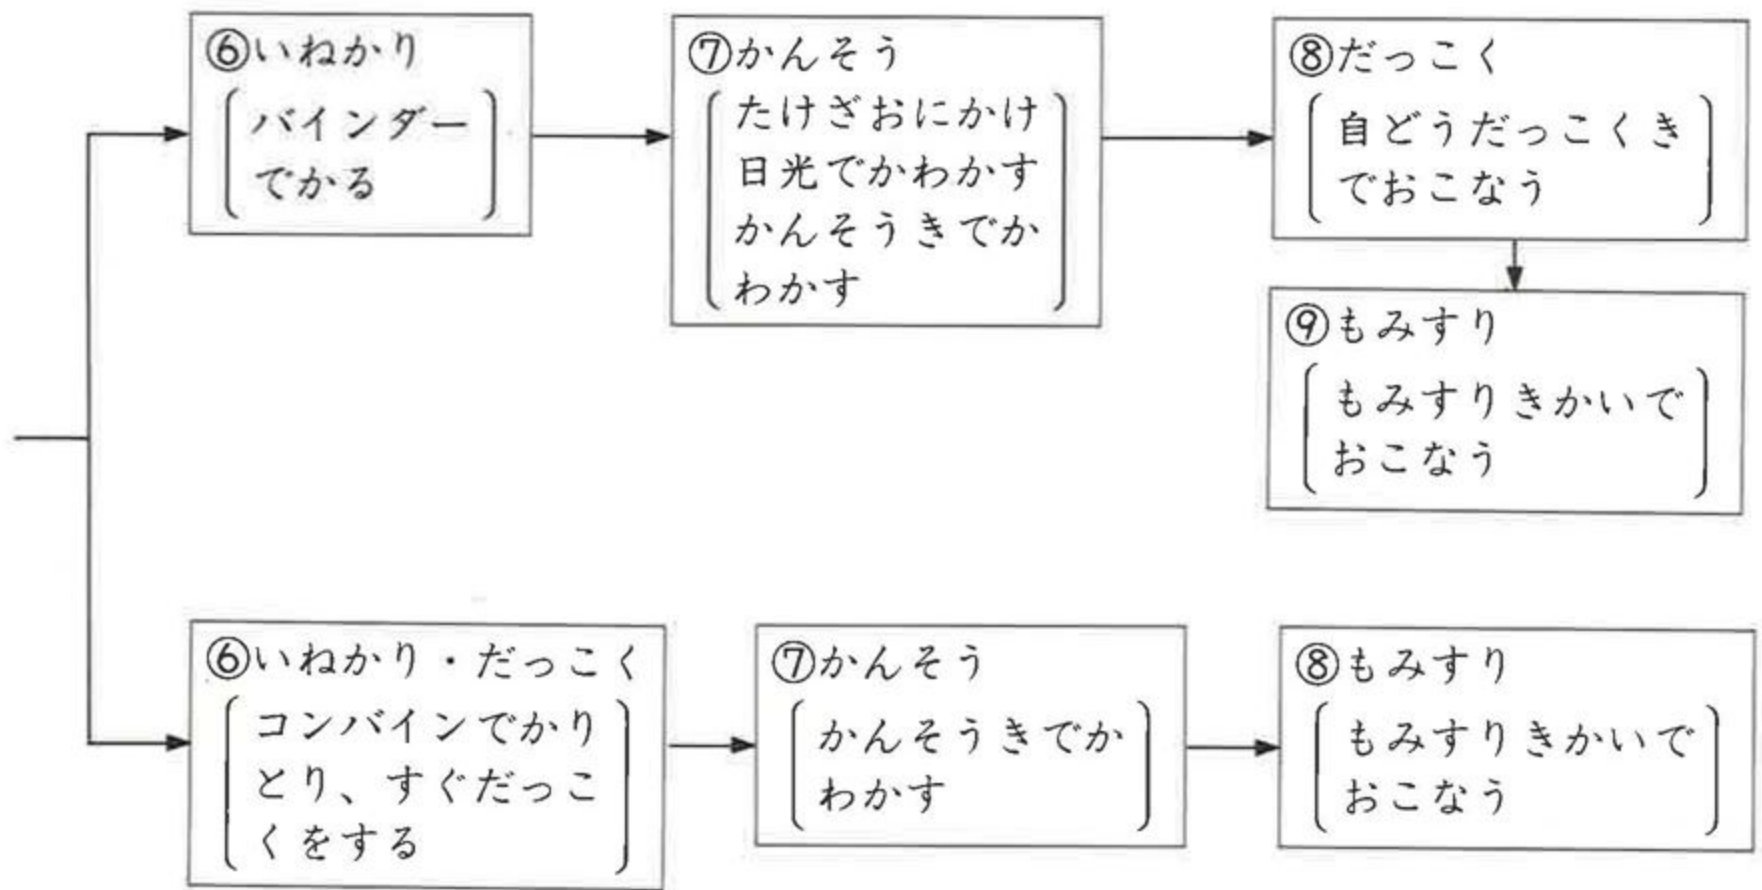 ⑥いねかり
バインダー
でかる
⑦かんそう
たけざおにかけ
日光でかわかす
かんそうきでか
わかす
⑧だっこく
自どうだっこくき
でおこなう
⑨もみすり
もみすりきかいで
おこなう
⑥いねかり・だっこく
コンバインでかり
とり、すぐだっこ
くをする
⑦かんそう
かんそうきでか
わかす
⑧もみすり
もみすりきかいで
おこなう